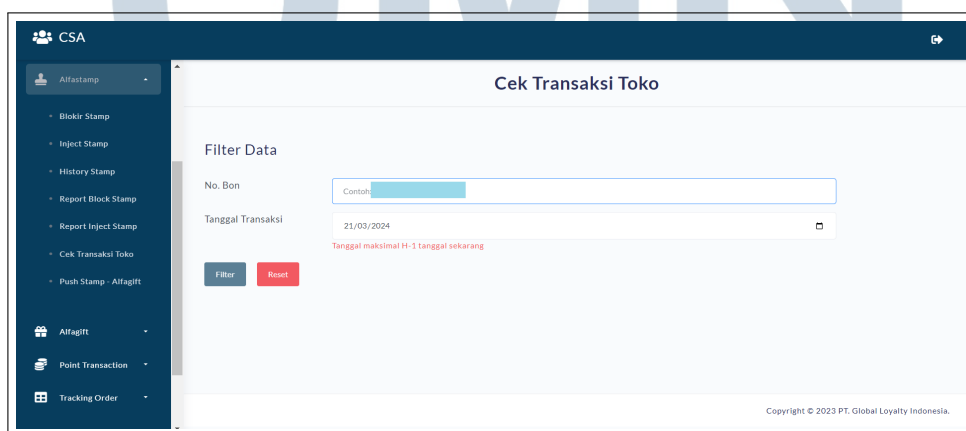 CSA
Alfastamp
Blokir Stamp
Inject Stamp
History Stamp
Report Block Stamp
Report Inject Stamp
Cek Transaksi Toko
Push Stamp - Alfagift
Alfagift
Point Transaction
Tracking Order
Cek Transaksi Toko
Filter Data
No. Bon
Contoh:
Tanggal Transaksi
21/03/2024
Tanggal maksimal H-1 tanggal sekarang
Filter Reset
Copyright © 2023 PT. Global Loyalty Indonesia.